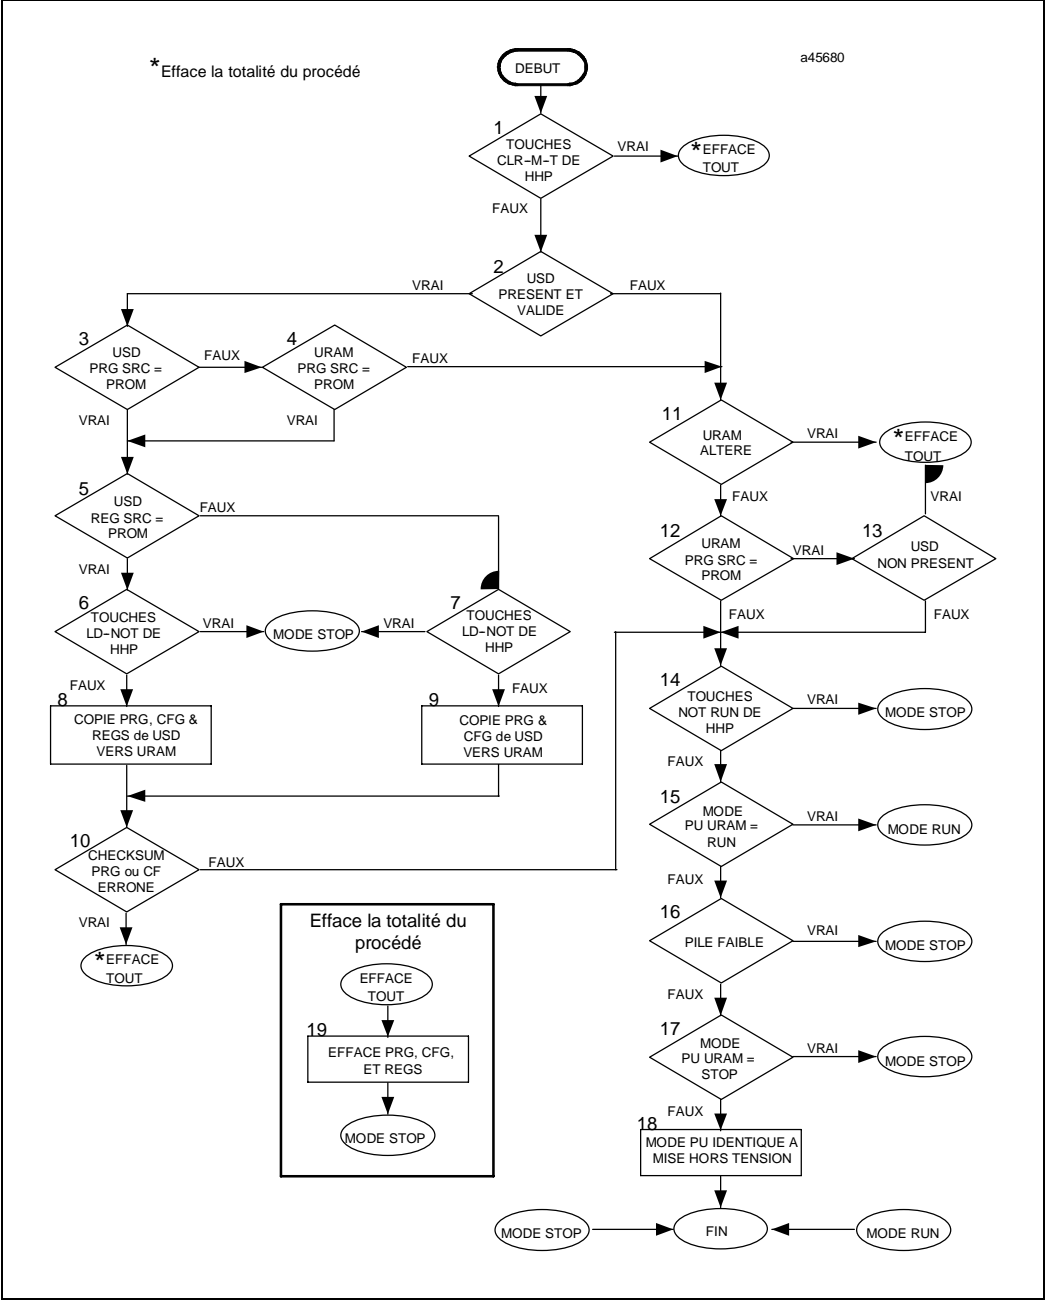 *Efface la totalité du procédé
a45680
DEBUT
1
TOUCHES
CLR-M-T DE
HHP
VRAI
*EFFACE
TOUT
FAUX
2
USD
PRESENT ET
VALIDE
VRAI
FAUX
3
USD
PRG SRC =
PROM
FAUX
4
URAM
PRG SRC =
PROM
FAUX
VRAI
VRAI
11
URAM
ALTERE
VRAI
*EFFACE
TOUT
FAUX
VRAI
5
USD
REG SRC =
PROM
FAUX
VRAI
12
URAM
PRG SRC =
PROM
VRAI
13
USD
NON PRESENT
FAUX
FAUX
6
TOUCHES
LD-NOT DE
HHP
VRAI
MODE STOP
VRAI
7
TOUCHES
LD-NOT DE
HHP
FAUX
FAUX
8
COPIE PRG, CFG &
REGS de USD
VERS URAM
9
COPIE PRG &
CFG de USD
VERS URAM
14
TOUCHES
NOT RUN DE
HHP
VRAI
MODE STOP
FAUX
15
MODE
PU URAM =
RUN
VRAI
MODE RUN
FAUX
10
CHECKSUM
PRG ou CF
ERRONE
FAUX
VRAI
*EFFACE
TOUT
16
PILE FAIBLE
VRAI
MODE STOP
FAUX
17
MODE
PU URAM =
STOP
VRAI
MODE STOP
FAUX
Efface la totalité du
procédé
EFFACE
TOUT
19
EFFACE PRG, CFG,
ET REGS
MODE STOP
18
MODE PU IDENTIQUE A
MISE HORS TENSION
MODE STOP
FIN
MODE RUN